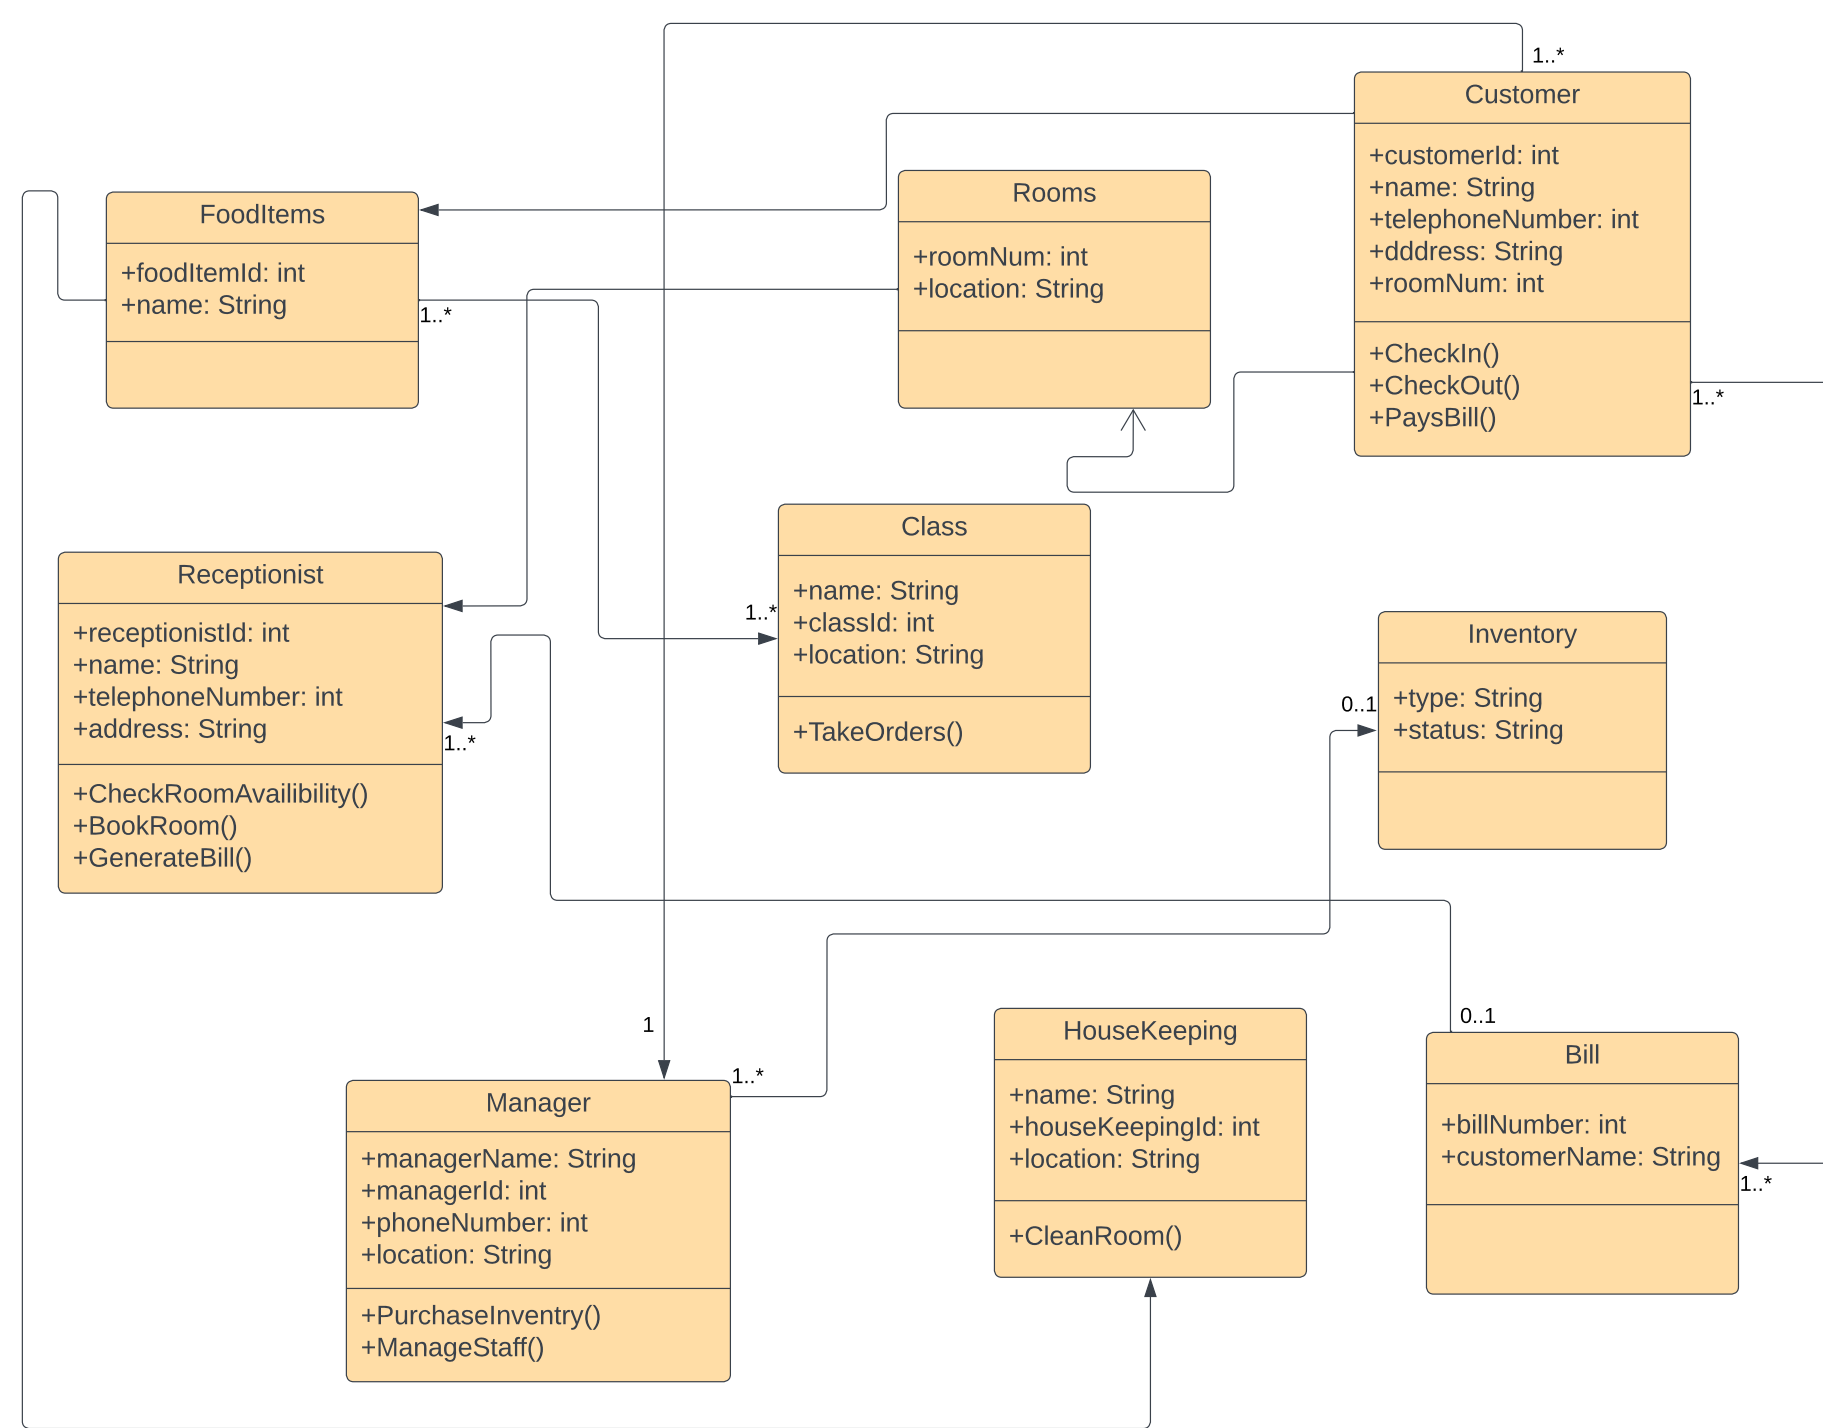 1..*
Customer
+customerId: int
+name: String
+telephoneNumber: int
+dddress: String
+roomNum: int
+CheckIn()
+CheckOut()
+PaysBill()
1..*
Rooms
+roomNum: int
+location: String
FoodItems
+foodItemId: int
+name: String
1..*
Class
+name: String
+classId: int
+location: String
+TakeOrders()
1..*
Receptionist
+receptionistId: int
+name: String
+telephoneNumber: int
+address: String
+CheckRoomAvailibility()
+BookRoom()
+GenerateBill()
1..*
Inventory
+type: String
+status: String
0..1
1
1..*
Manager
+managerName: String
+managerId: int
+phoneNumber: int
+location: String
+PurchaseInventry()
+ManageStaff()
HouseKeeping
+name: String
+houseKeepingId: int
+location: String
+CleanRoom()
0..1
Bill
+billNumber: int
+customerName: String
1..*